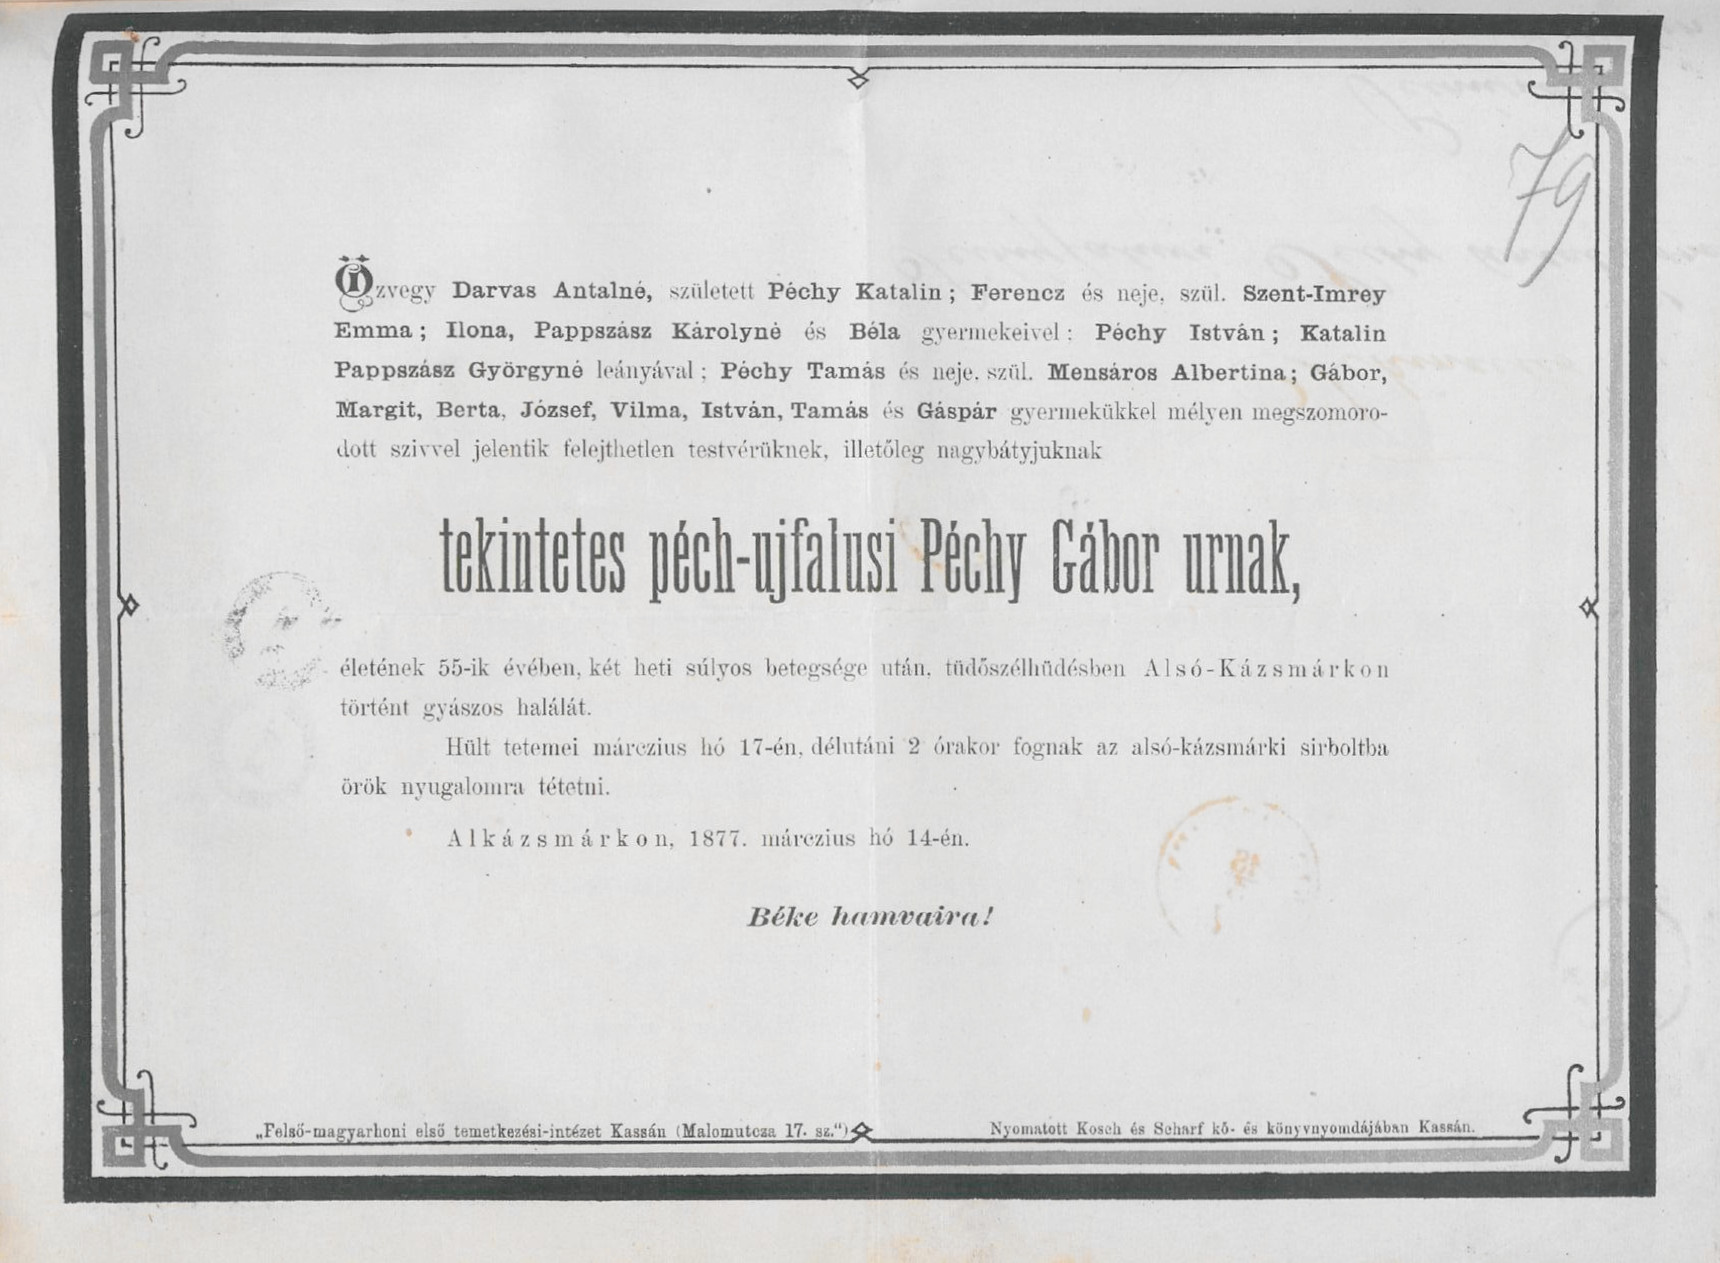 79
Özvegy Darvas Antalné, született Péchy Katalin; Ferencz és neje, szül. Szent-Imrey
Emma; Ilona, Pappszász Károlyné és Béla gyermekeivel; Péchy István; Katalin
Pappszász Györgyné leányával; Péchy Tamás és neje, szül. Mensáros Albertina; Gábor,
Margit, Berta, József, Vilma, István, Tamás és Gáspár gyermekükkel mélyen megszomoro-
dott szivvel jelentik felejthetlen testvérüknek, illetőleg nagybátyjuknak
tekintetes péch-ujfalusi Péchy Gábor urnak,
életének 55-ik évében, két heti súlyos betegsége után, tüdőszélhüdésben Alsó-Kázsmárkon
történt gyászos halálát.
Hült tetemei márczius hó 17-én, délutáni 2 órakor fognak az alsó-kázsmárki sirboltba
örök nyugalomra tétetni.
Alkázsmárkon, 1877. márczius hó 14-én.
Béke hamvaira!
„Felső-magyarhoni első temetkezési-intézet Kassán (Malomutcza 17. sz.“)
Nyomatott Kosch és Scharf kő- és könyvnyomdájában Kassán.